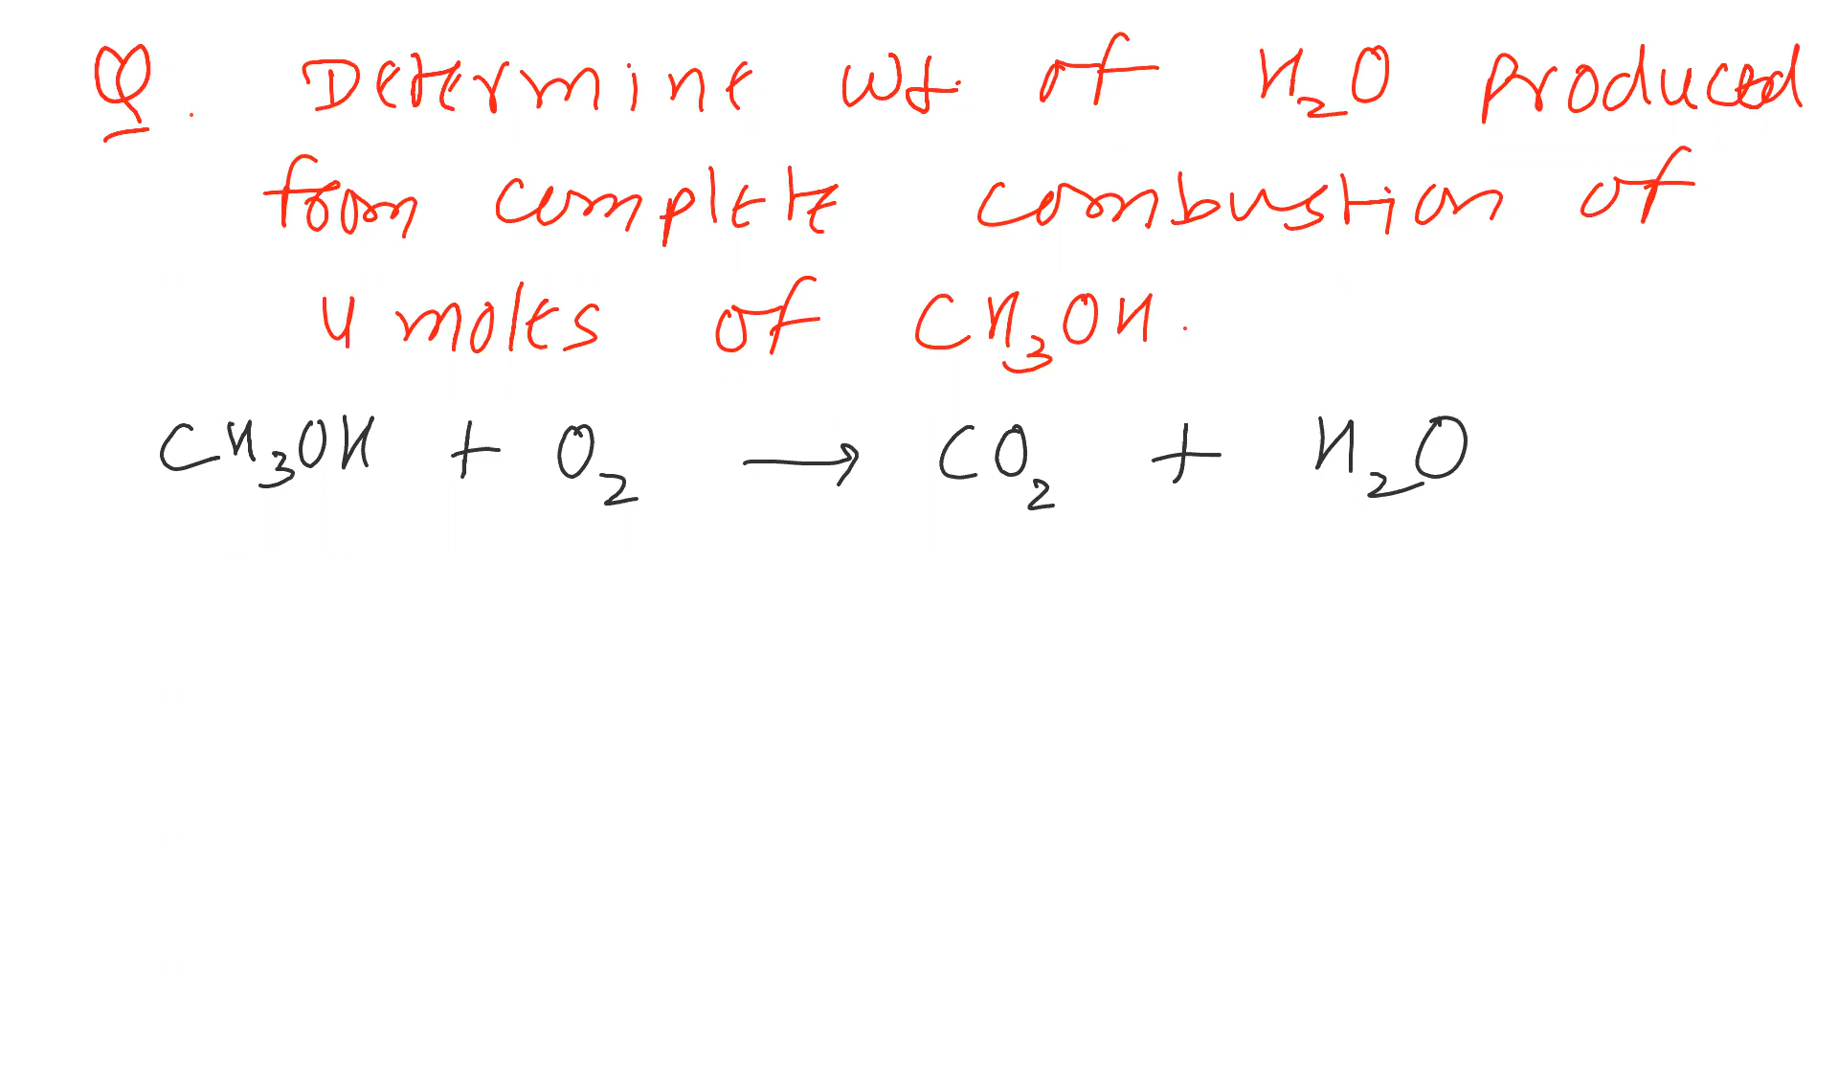 Q. Determine wt. of H₂O produced
from complete combustion of
4 moles of CH₃OH.
CH₃OH + O₂ → CO₂ + H₂O